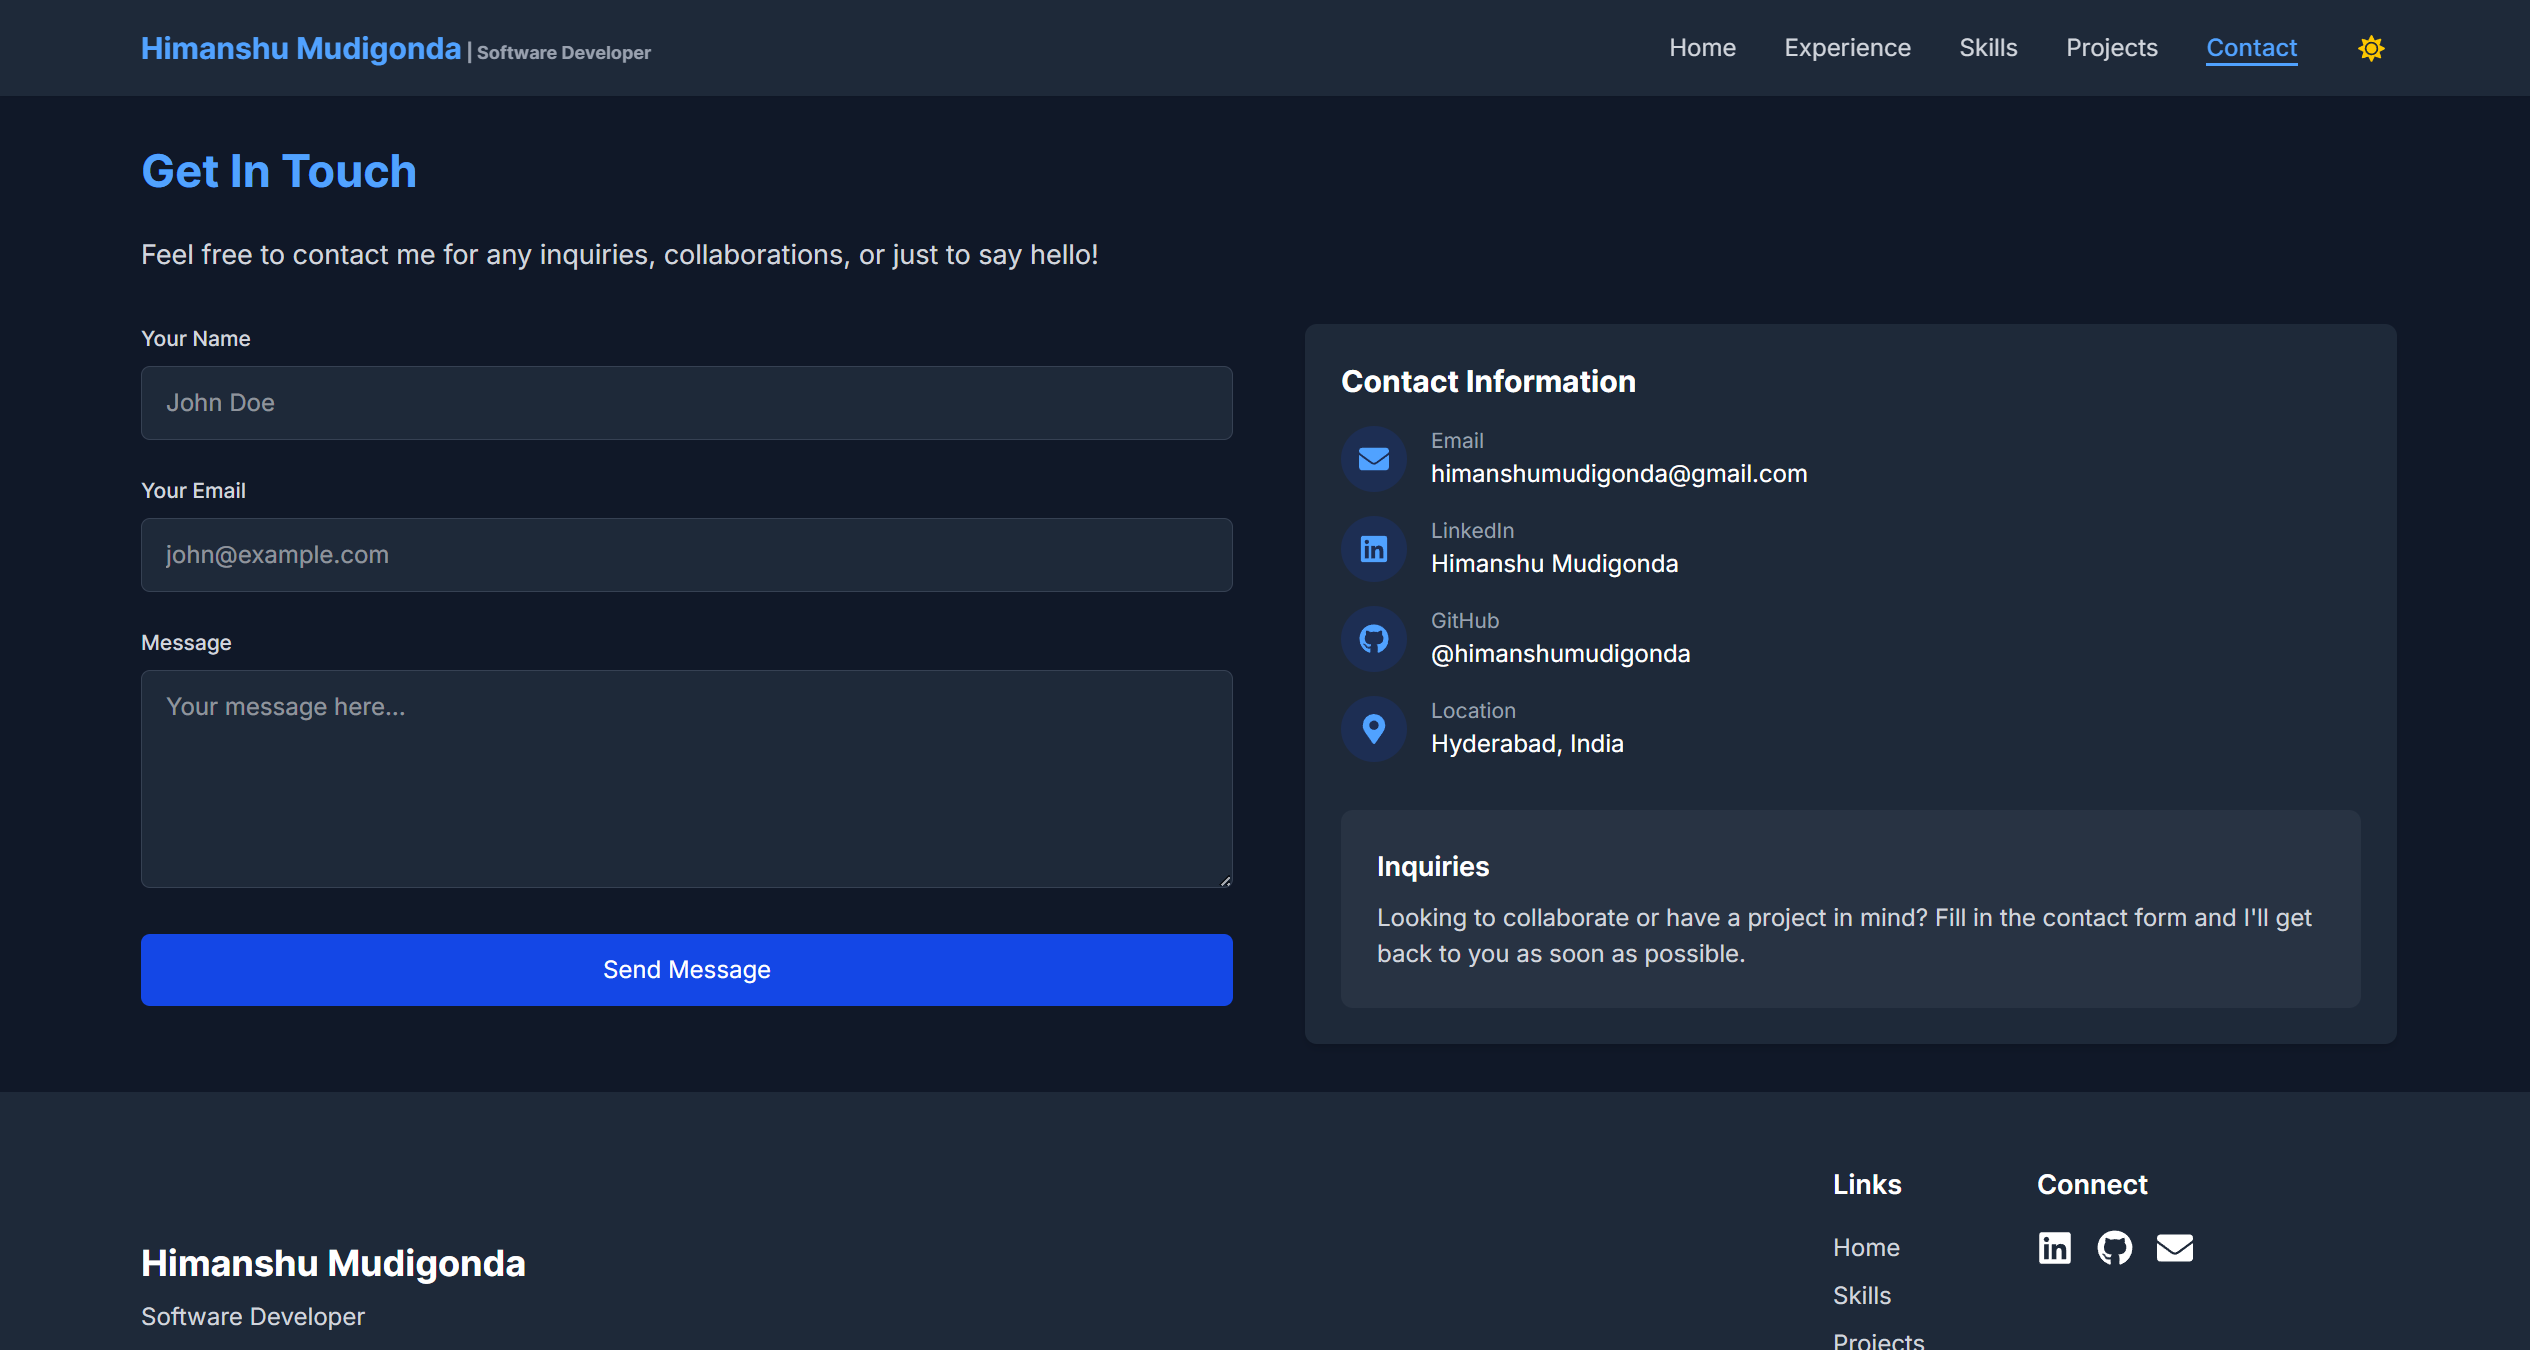 Himanshu Mudigonda | Software Developer
Home Experience Skills Projects Contact
Get In Touch
Feel free to contact me for any inquiries, collaborations, or just to say hello!
Your Name
John Doe
Your Email
john@example.com
Message
Your message here...
Send Message
Contact Information
Email
himanshumudigonda@gmail.com
LinkedIn
Himanshu Mudigonda
GitHub
@himanshumudigonda
Location
Hyderabad, India
Inquiries
Looking to collaborate or have a project in mind? Fill in the contact form and I'll get
back to you as soon as possible.
Himanshu Mudigonda
Software Developer
Links
Home
Skills
Projects
Connect